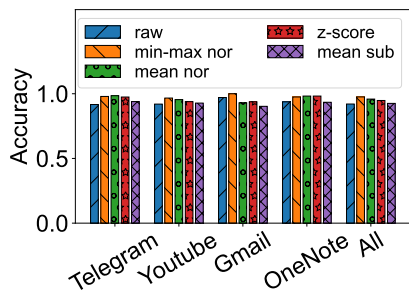 raw
min-max nor
mean nor
z-score
mean sub
Accuracy
1.0
0.5
0.0
Telegram
Youtube
Gmail
OneNote
All